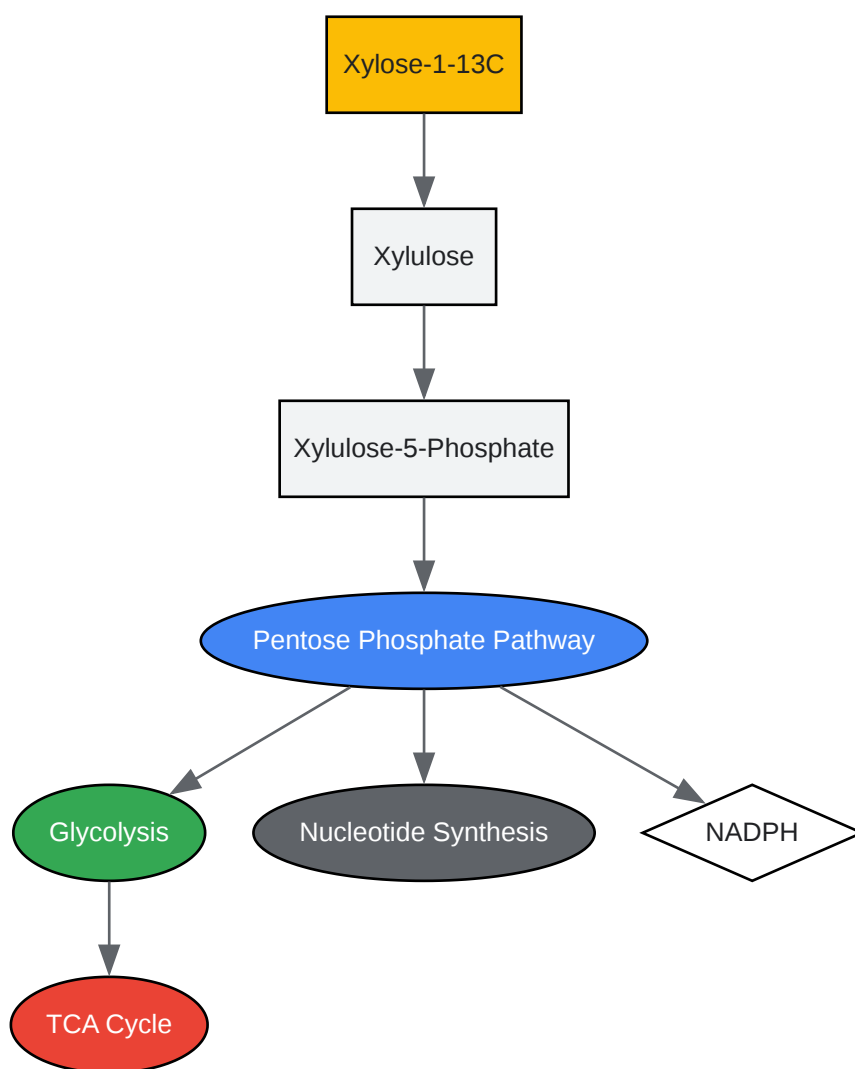 Xylose-1-13C
Xylulose
Xylulose-5-Phosphate
Pentose Phosphate Pathway
Glycolysis
Nucleotide Synthesis
NADPH
TCA Cycle